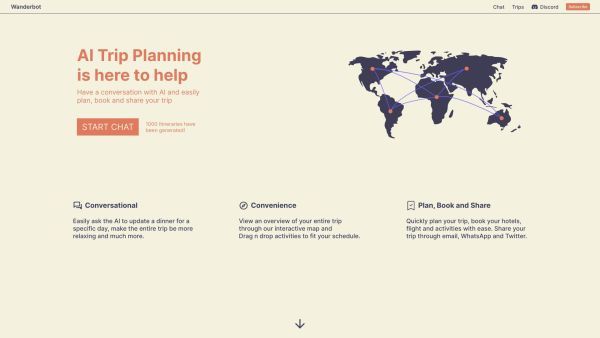 Wanderbot
Chat
Trips
Discord
Subscribe
AI Trip Planning
is here to help
Have a conversation with AI and easily
plan, book and share your trip
START CHAT
1000 itineraries have
been generated!
Conversational
Easily ask the AI to update a dinner for a
specific day, make the entire trip be more
relaxing and much more.
Convenience
View an overview of your entire trip
through our interactive map and
Drag n drop activities to fit your schedule.
Plan, Book and Share
Quickly plan your trip, book your hotels,
flight and activities with ease. Share your
trip through email, WhatsApp and Twitter.